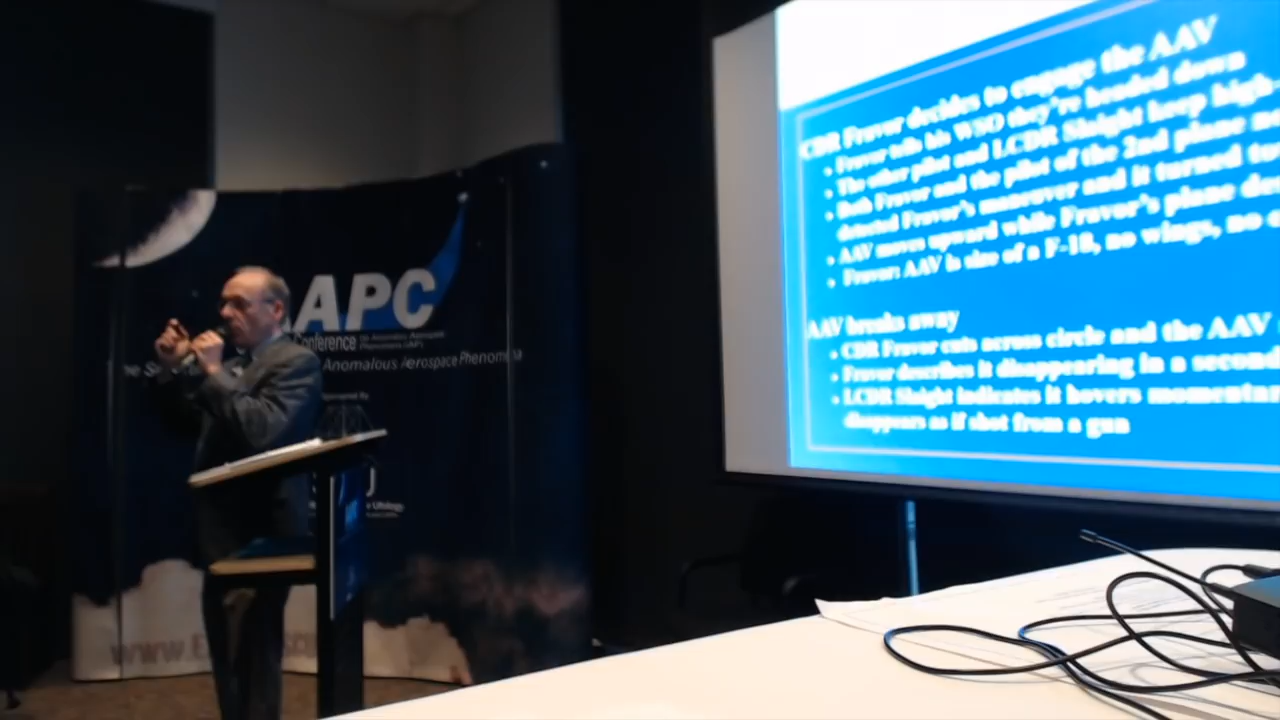 CDR Fravor decides to engage the AAV
• Fravor tells his WSO they're headed down
• The other pilot and LCDR Slaight keep high-
• Both Fravor and the pilot of the 2nd plane
detected Fravor's maneuver and it turned
• AAV moves upward while Fravor's plane
• Fravor: AAV is size of a F-18, no wings, no
AAV breaks away
• CDR Fravor cuts across circle and the AAV
• Fravor describes it disappearing in a second
• LCDR Slaight indicates it hovers
disappears as if shot from a gun
APC
Conference
Anomalous Aerospace Phenomena
Ufology
www.